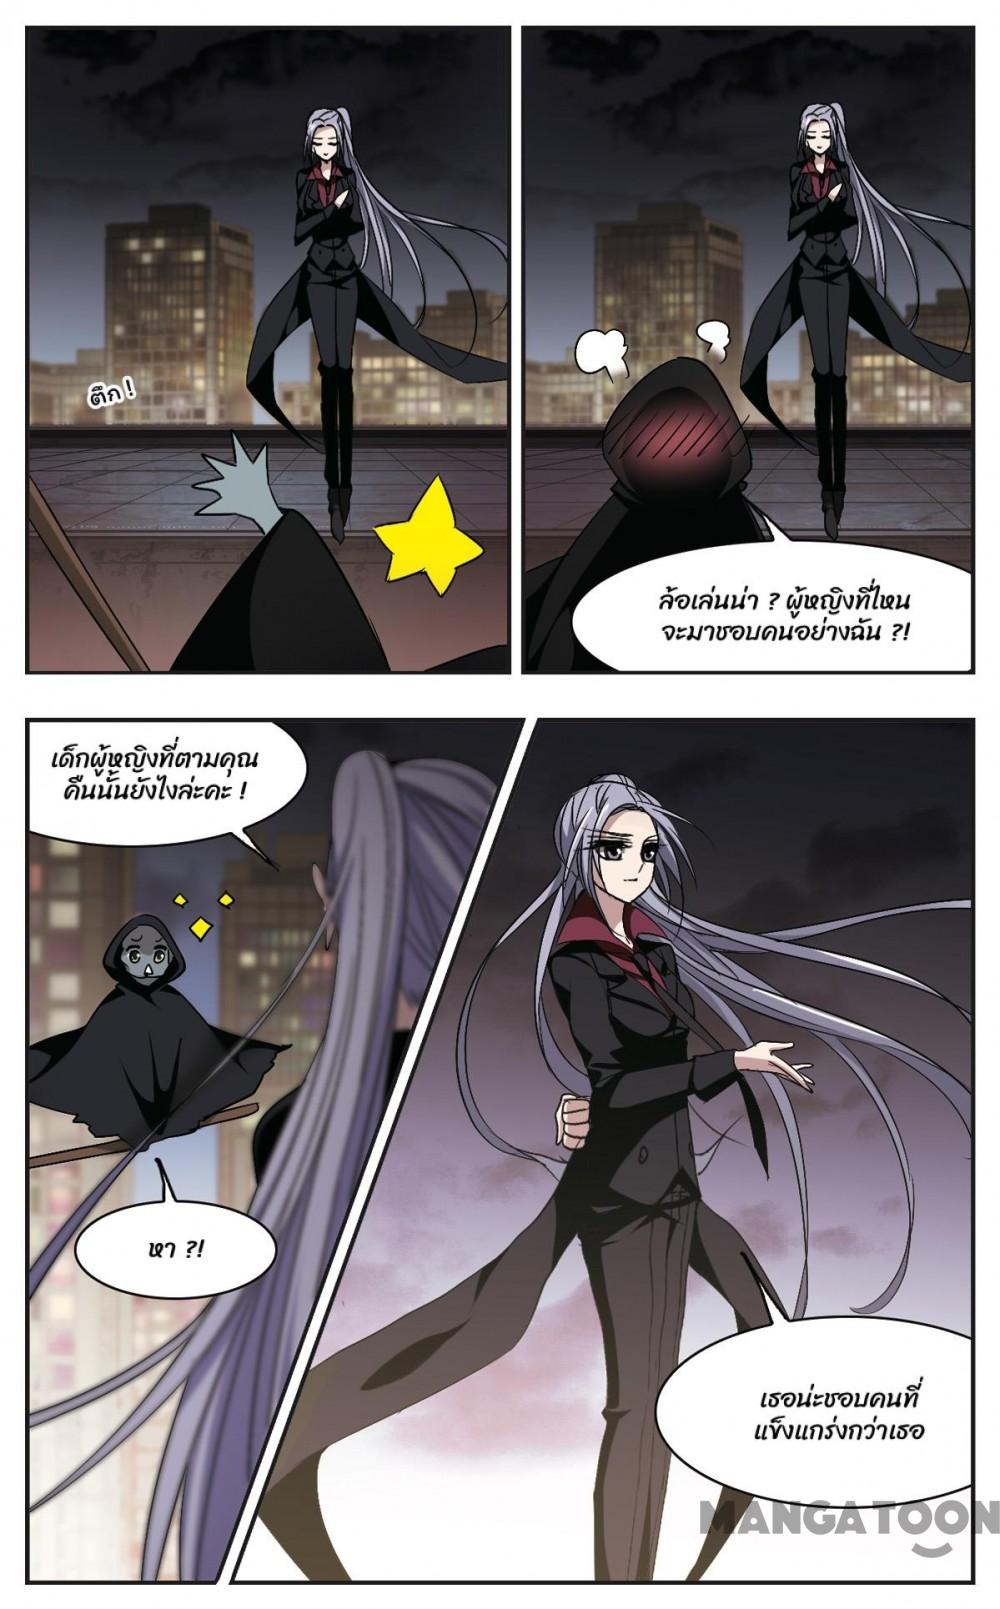 ตึก !
ล้อเล่นน่า ? ผู้หญิงที่ไหน
จะมาชอบคนอย่างฉัน ?!
เด็กผู้หญิงที่ตามคุณ
คืนนั้นยังไงล่ะคะ !
หา ?!
เธอน่ะชอบคนที่
แข็งแกร่งกว่าเธอ
MANGATOON